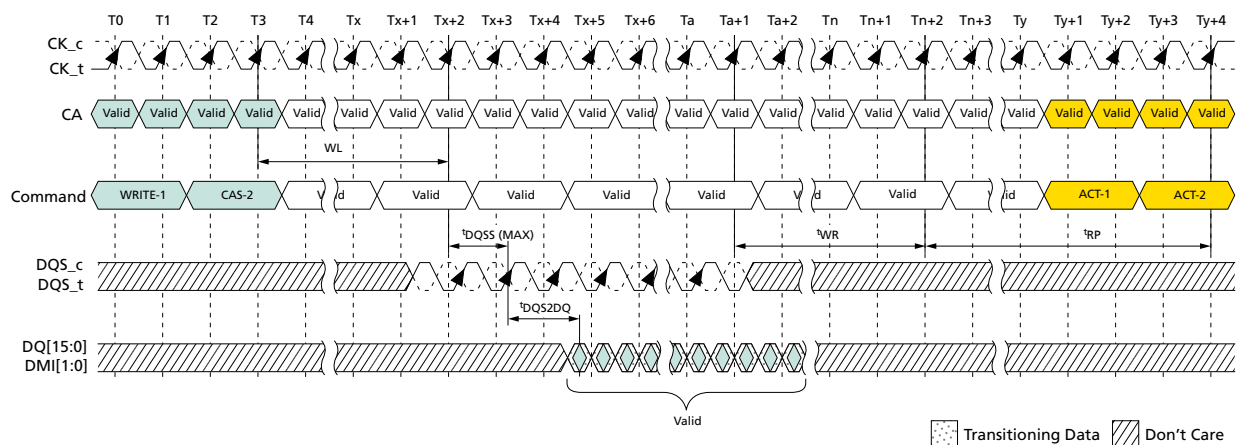 T0 T1 T2 T3 T4 Tx Tx+1 Tx+2 Tx+3 Tx+4 Tx+5 Tx+6 Ta Ta+1 Ta+2 Tn Tn+1 Tn+2 Tn+3 Ty Ty+1 Ty+2 Ty+3 Ty+4
CK_c
CK_t
CA Valid Valid Valid Valid Valid Valid Valid Valid Valid Valid Valid Valid Valid Valid Valid Valid Valid Valid Valid Valid Valid Valid Valid Valid
WL
Command WRITE-1 CAS-2 Valid Valid Valid Valid Valid Valid Valid Valid ACT-1 ACT-2
tDQSS (MAX) tWR tRP
DQS_c
DQS_t
tDQS2DQ
DQ[15:0]
DMI[1:0]
Valid
Transitioning Data Don't Care